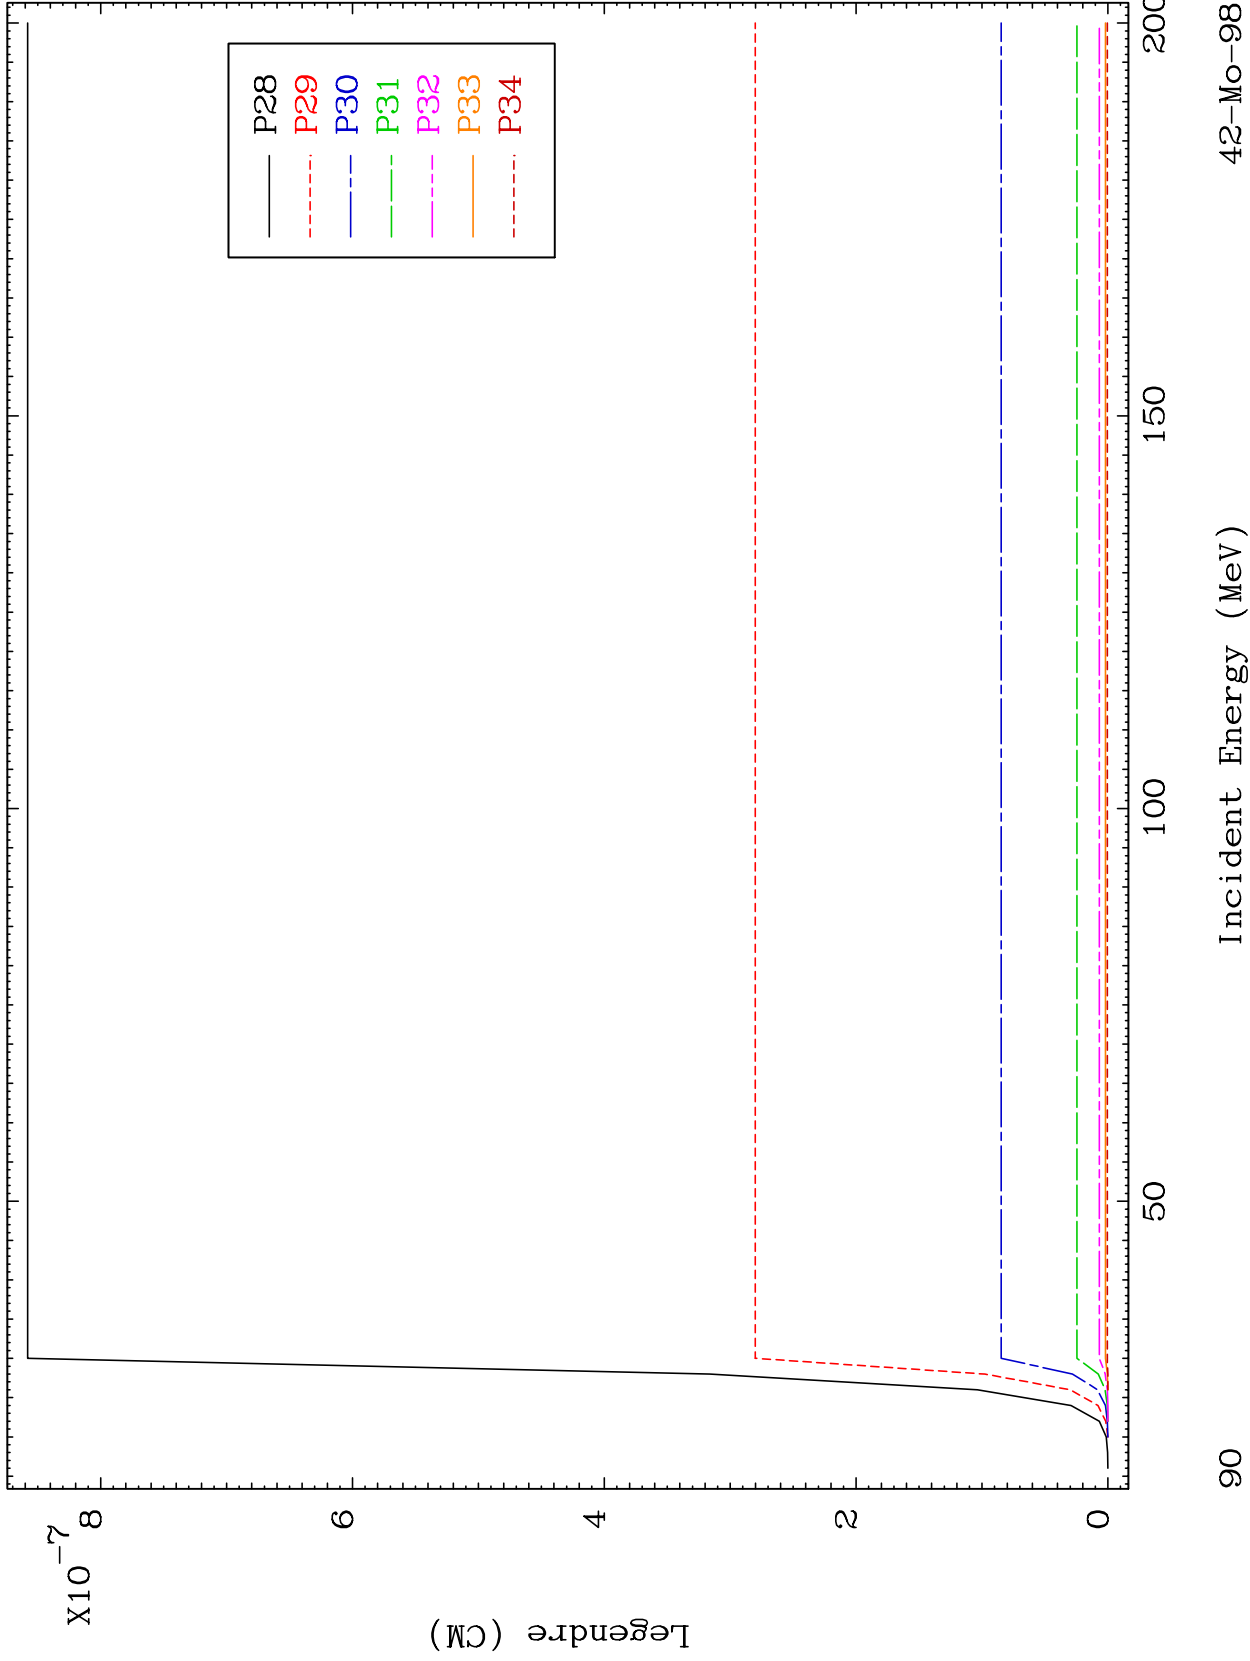 X10-7
8
6
4
2
0
Legendre (CM)
P28
P29
P30
P31
P32
P33
P34
50
100
150
200
90
Incident Energy (MeV)
42-Mo-98